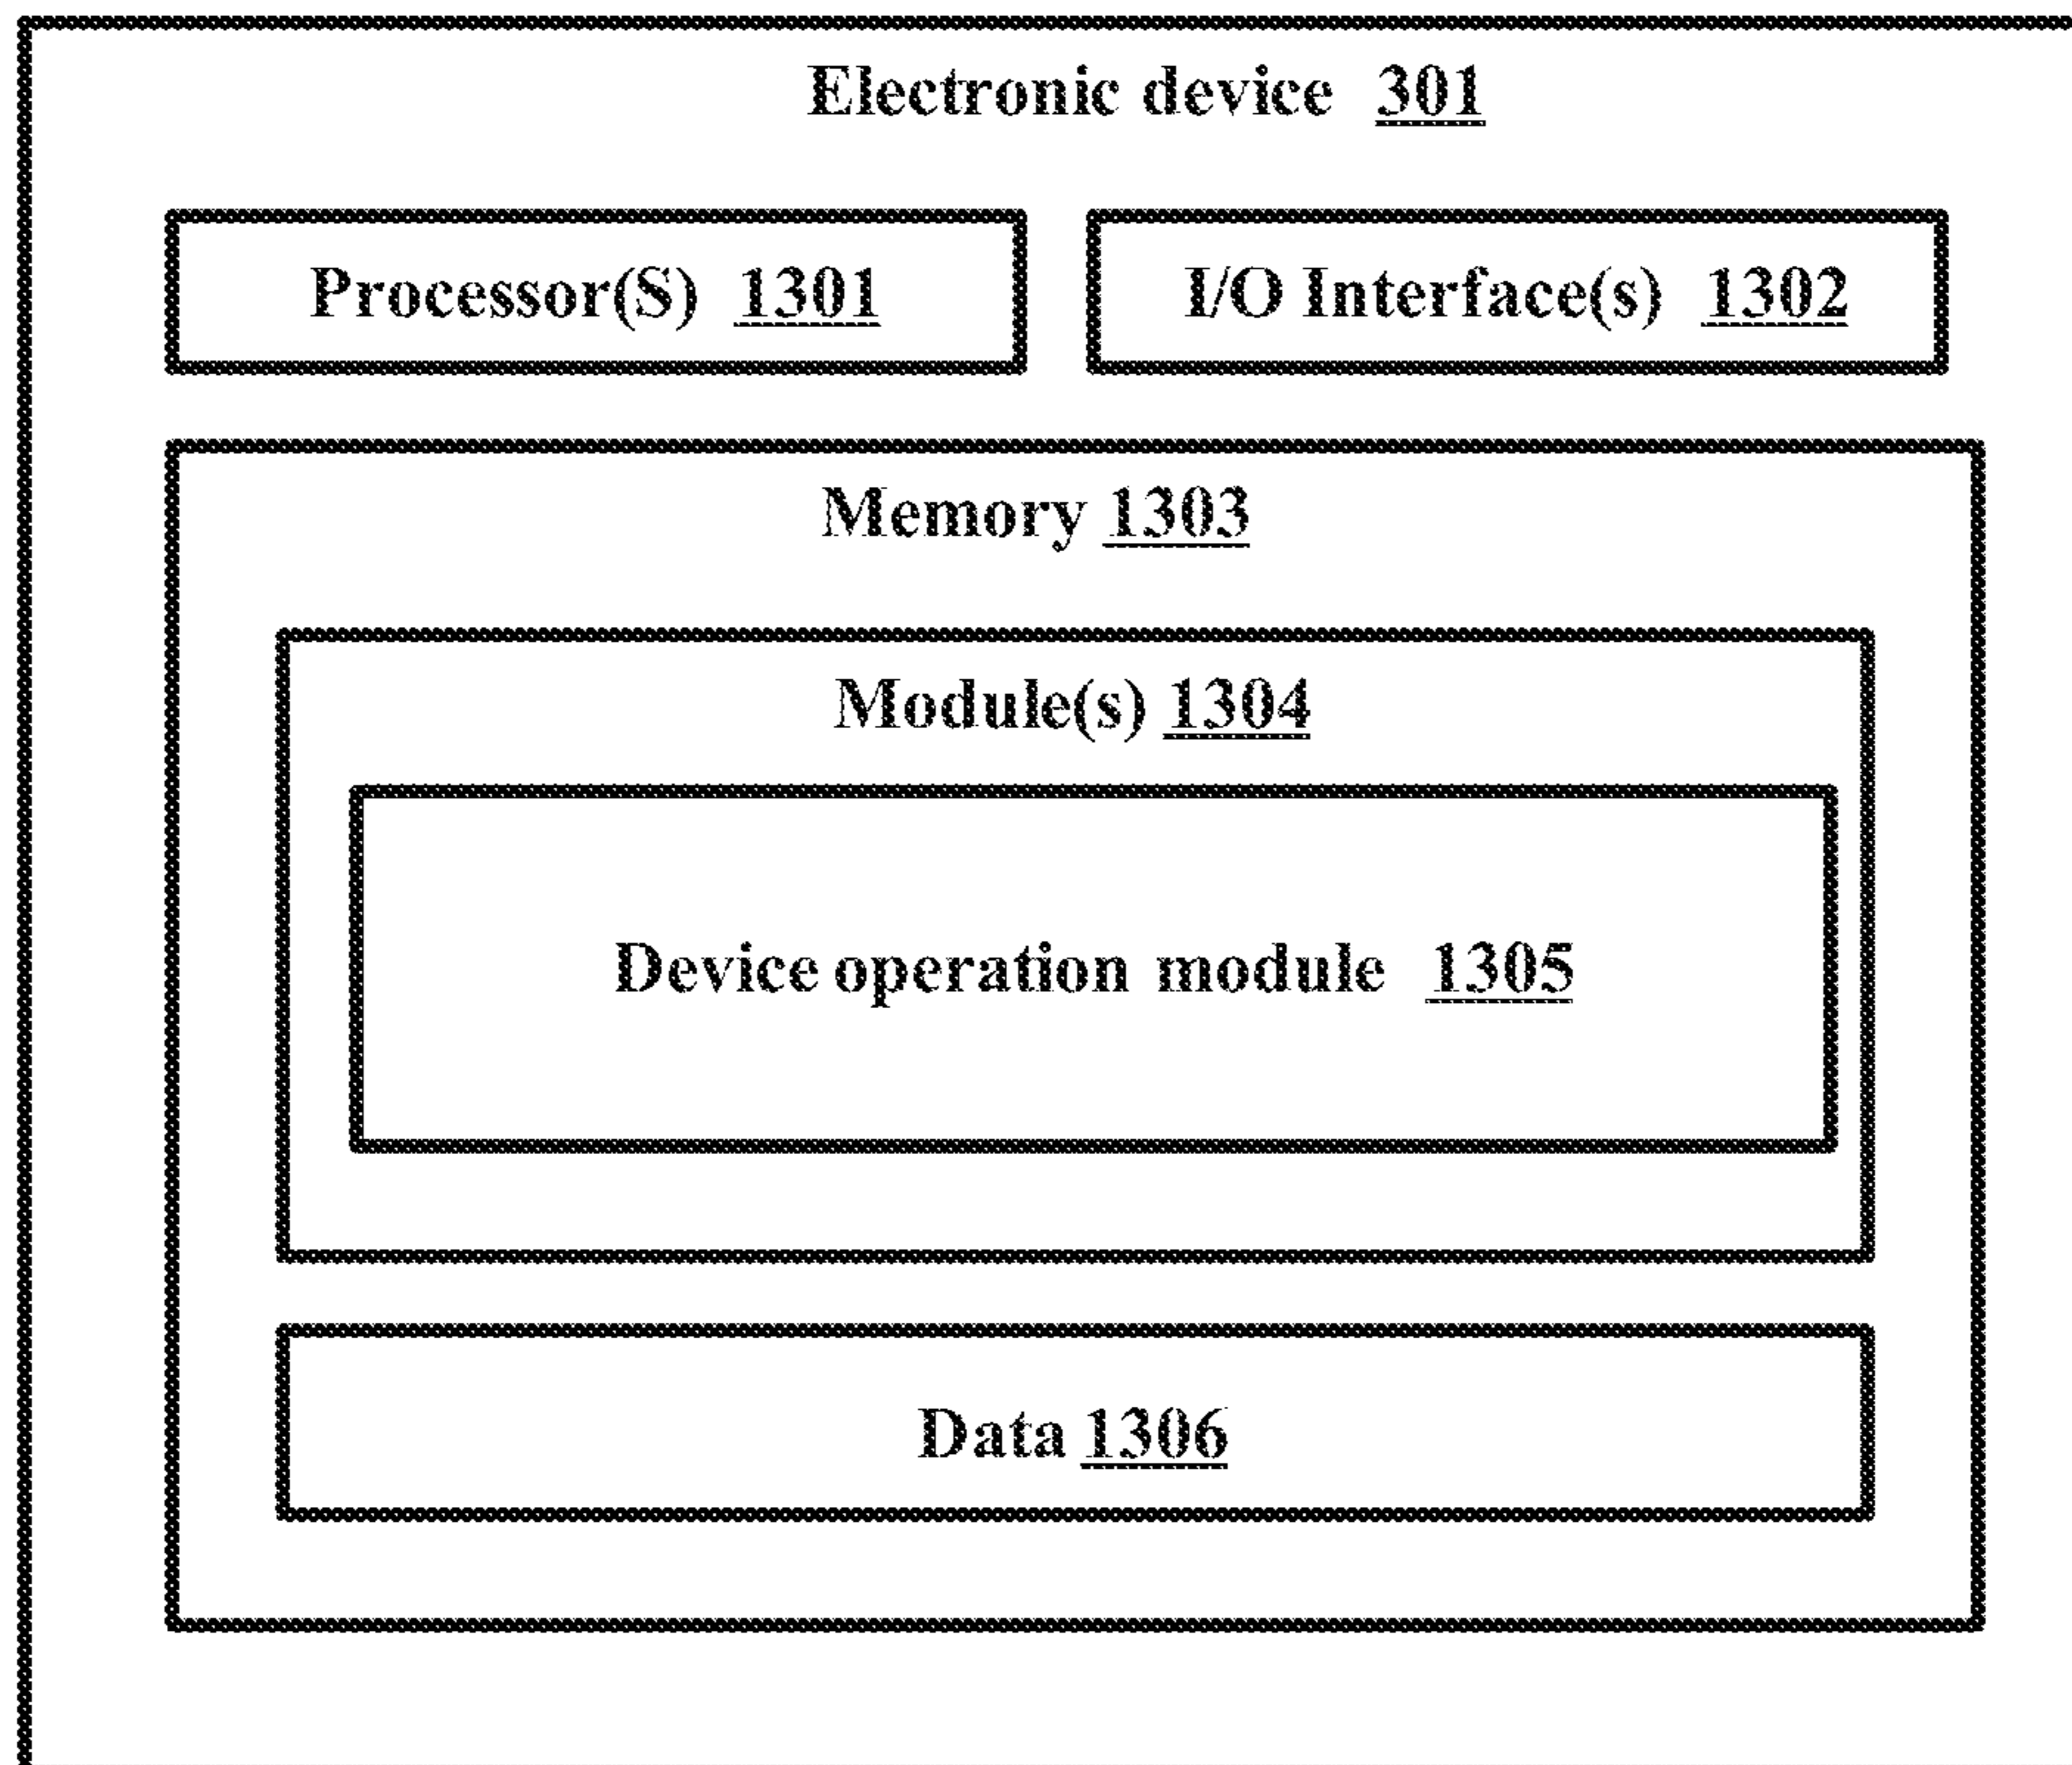 Electronic device 301
Processor(S) 1301
I/O Interface(s) 1302
Memory 1303
Module(s) 1304
Device operation module 1305
Data 1306